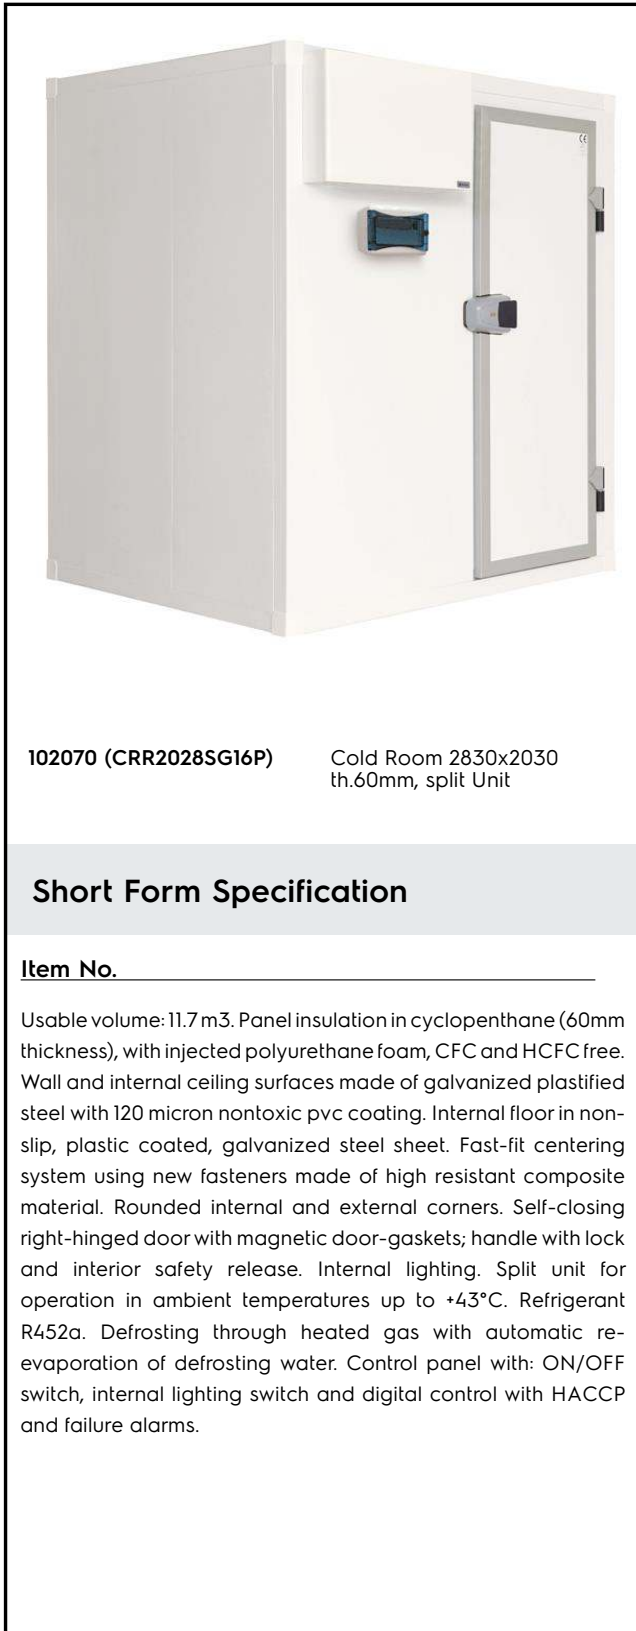 102070 (CRR2028SG16P)
Cold Room 2830x2030
th.60mm, split Unit
Short Form Specification
Item No.
Usable volume: 11.7 m3. Panel insulation in cyclopenthane (60mm
thickness), with injected polyurethane foam, CFC and HCFC free.
Wall and internal ceiling surfaces made of galvanized plastified
steel with 120 micron nontoxic pvc coating. Internal floor in non-
slip, plastic coated, galvanized steel sheet. Fast-fit centering
system using new fasteners made of high resistant composite
material. Rounded internal and external corners. Self-closing
right-hinged door with magnetic door-gaskets; handle with lock
and interior safety release. Internal lighting. Split unit for
operation in ambient temperatures up to +43°C. Refrigerant
R452a. Defrosting through heated gas with automatic re-
evaporation of defrosting water. Control panel with: ON/OFF
switch, internal lighting switch and digital control with HACCP
and failure alarms.